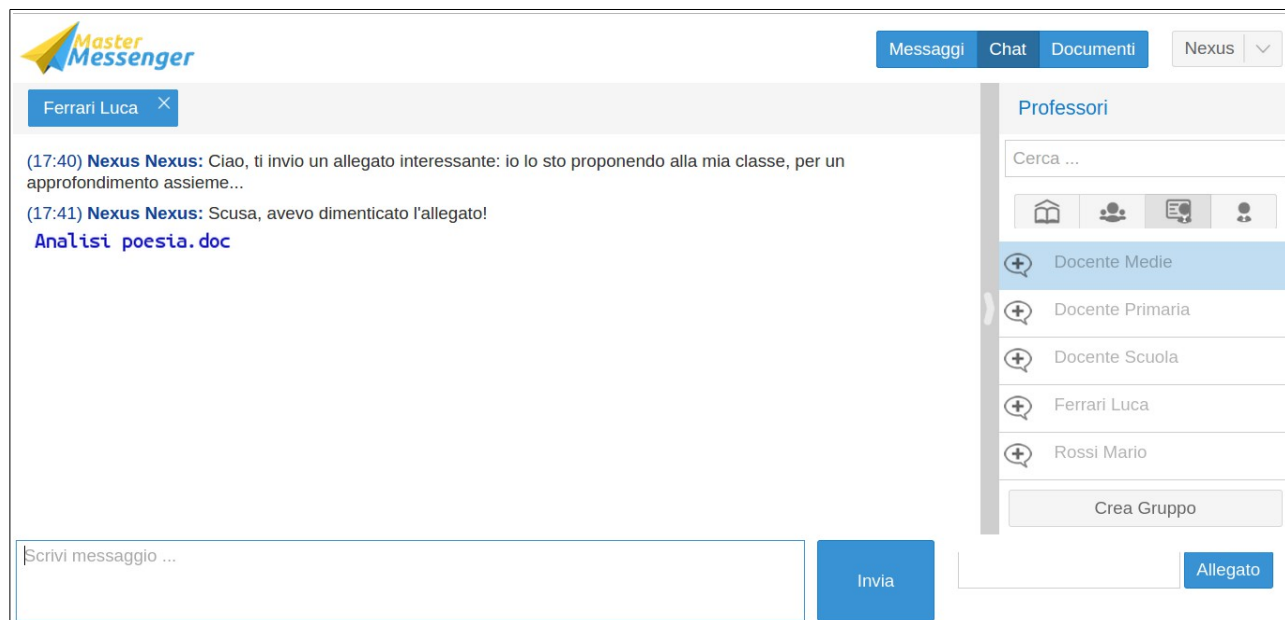 Master
Messenger
Messaggi Chat Documenti Nexus
Ferrari Luca
(17:40) Nexus Nexus: Ciao, ti invio un allegato interessante: io lo sto proponendo alla mia classe, per un
approfondimento assieme...
(17:41) Nexus Nexus: Scusa, avevo dimenticato l'allegato!
Analisi poesia.doc
Professori
Cerca ...
Docente Medie
Docente Primaria
Docente Scuola
Ferrari Luca
Rossi Mario
Crea Gruppo
Scrivi messaggio ...
Invia
Allegato